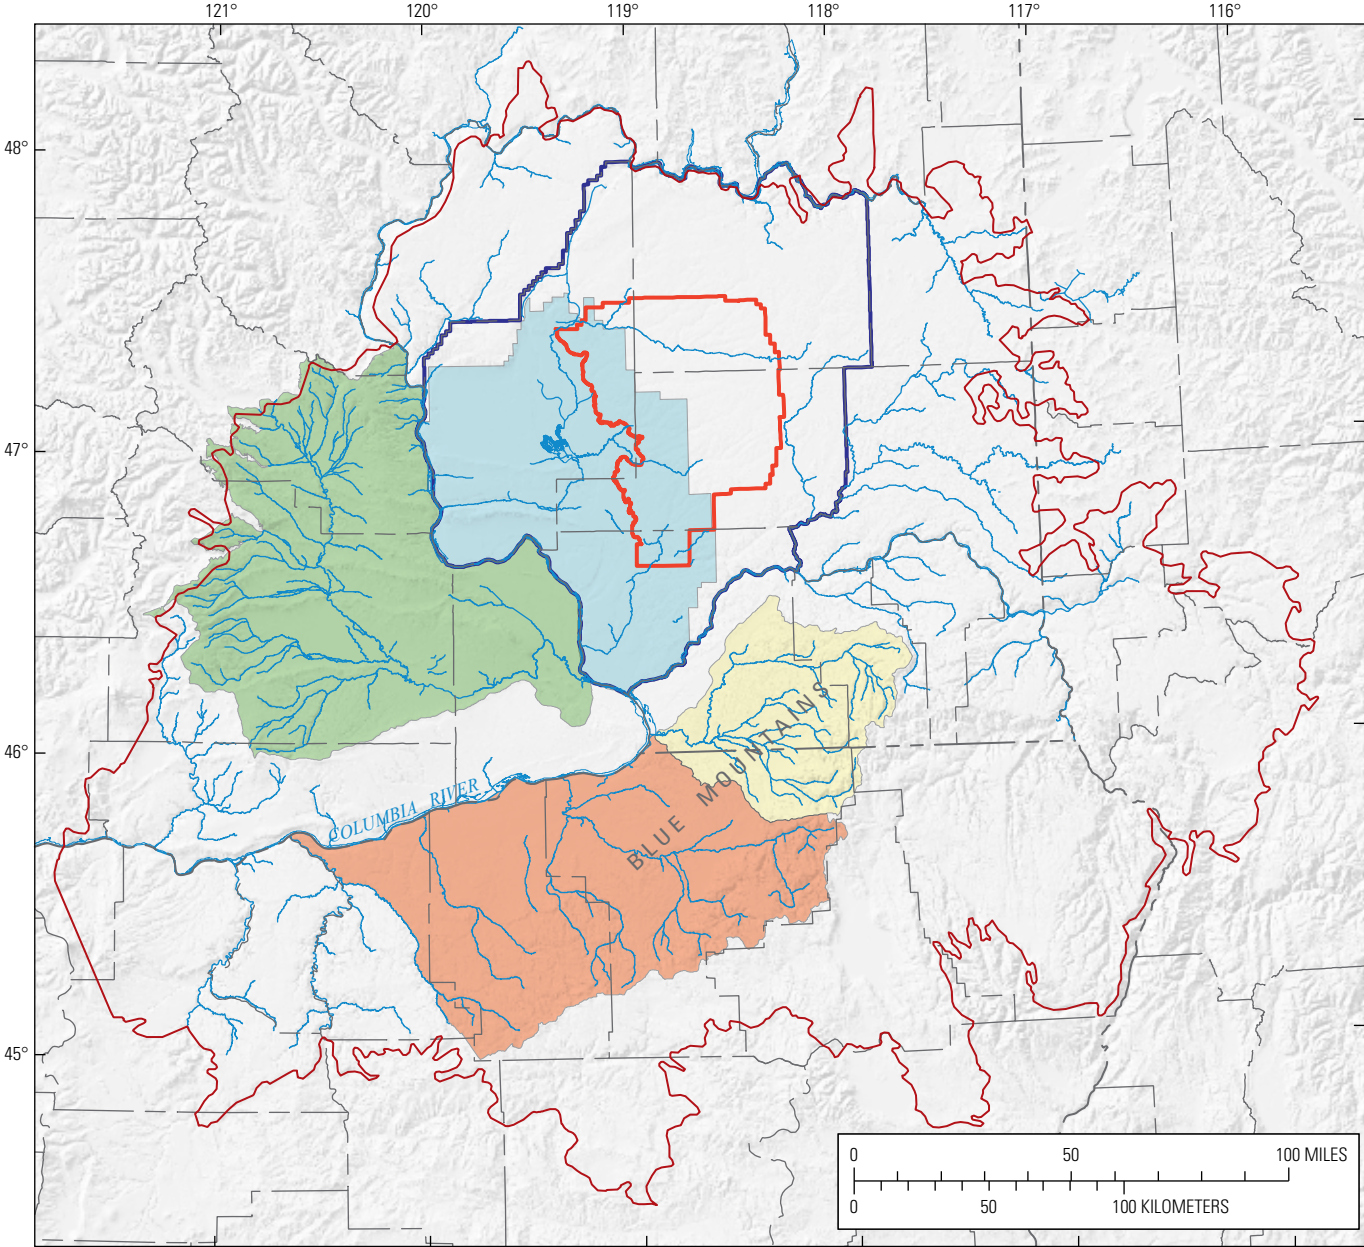 121°
120°
119°
118°
117°
116°
48°
47°
46°
45°
COLUMBIA RIVER
BLUE MOUNTAINS
0 50 100 MILES
0 50 100 KILOMETERS